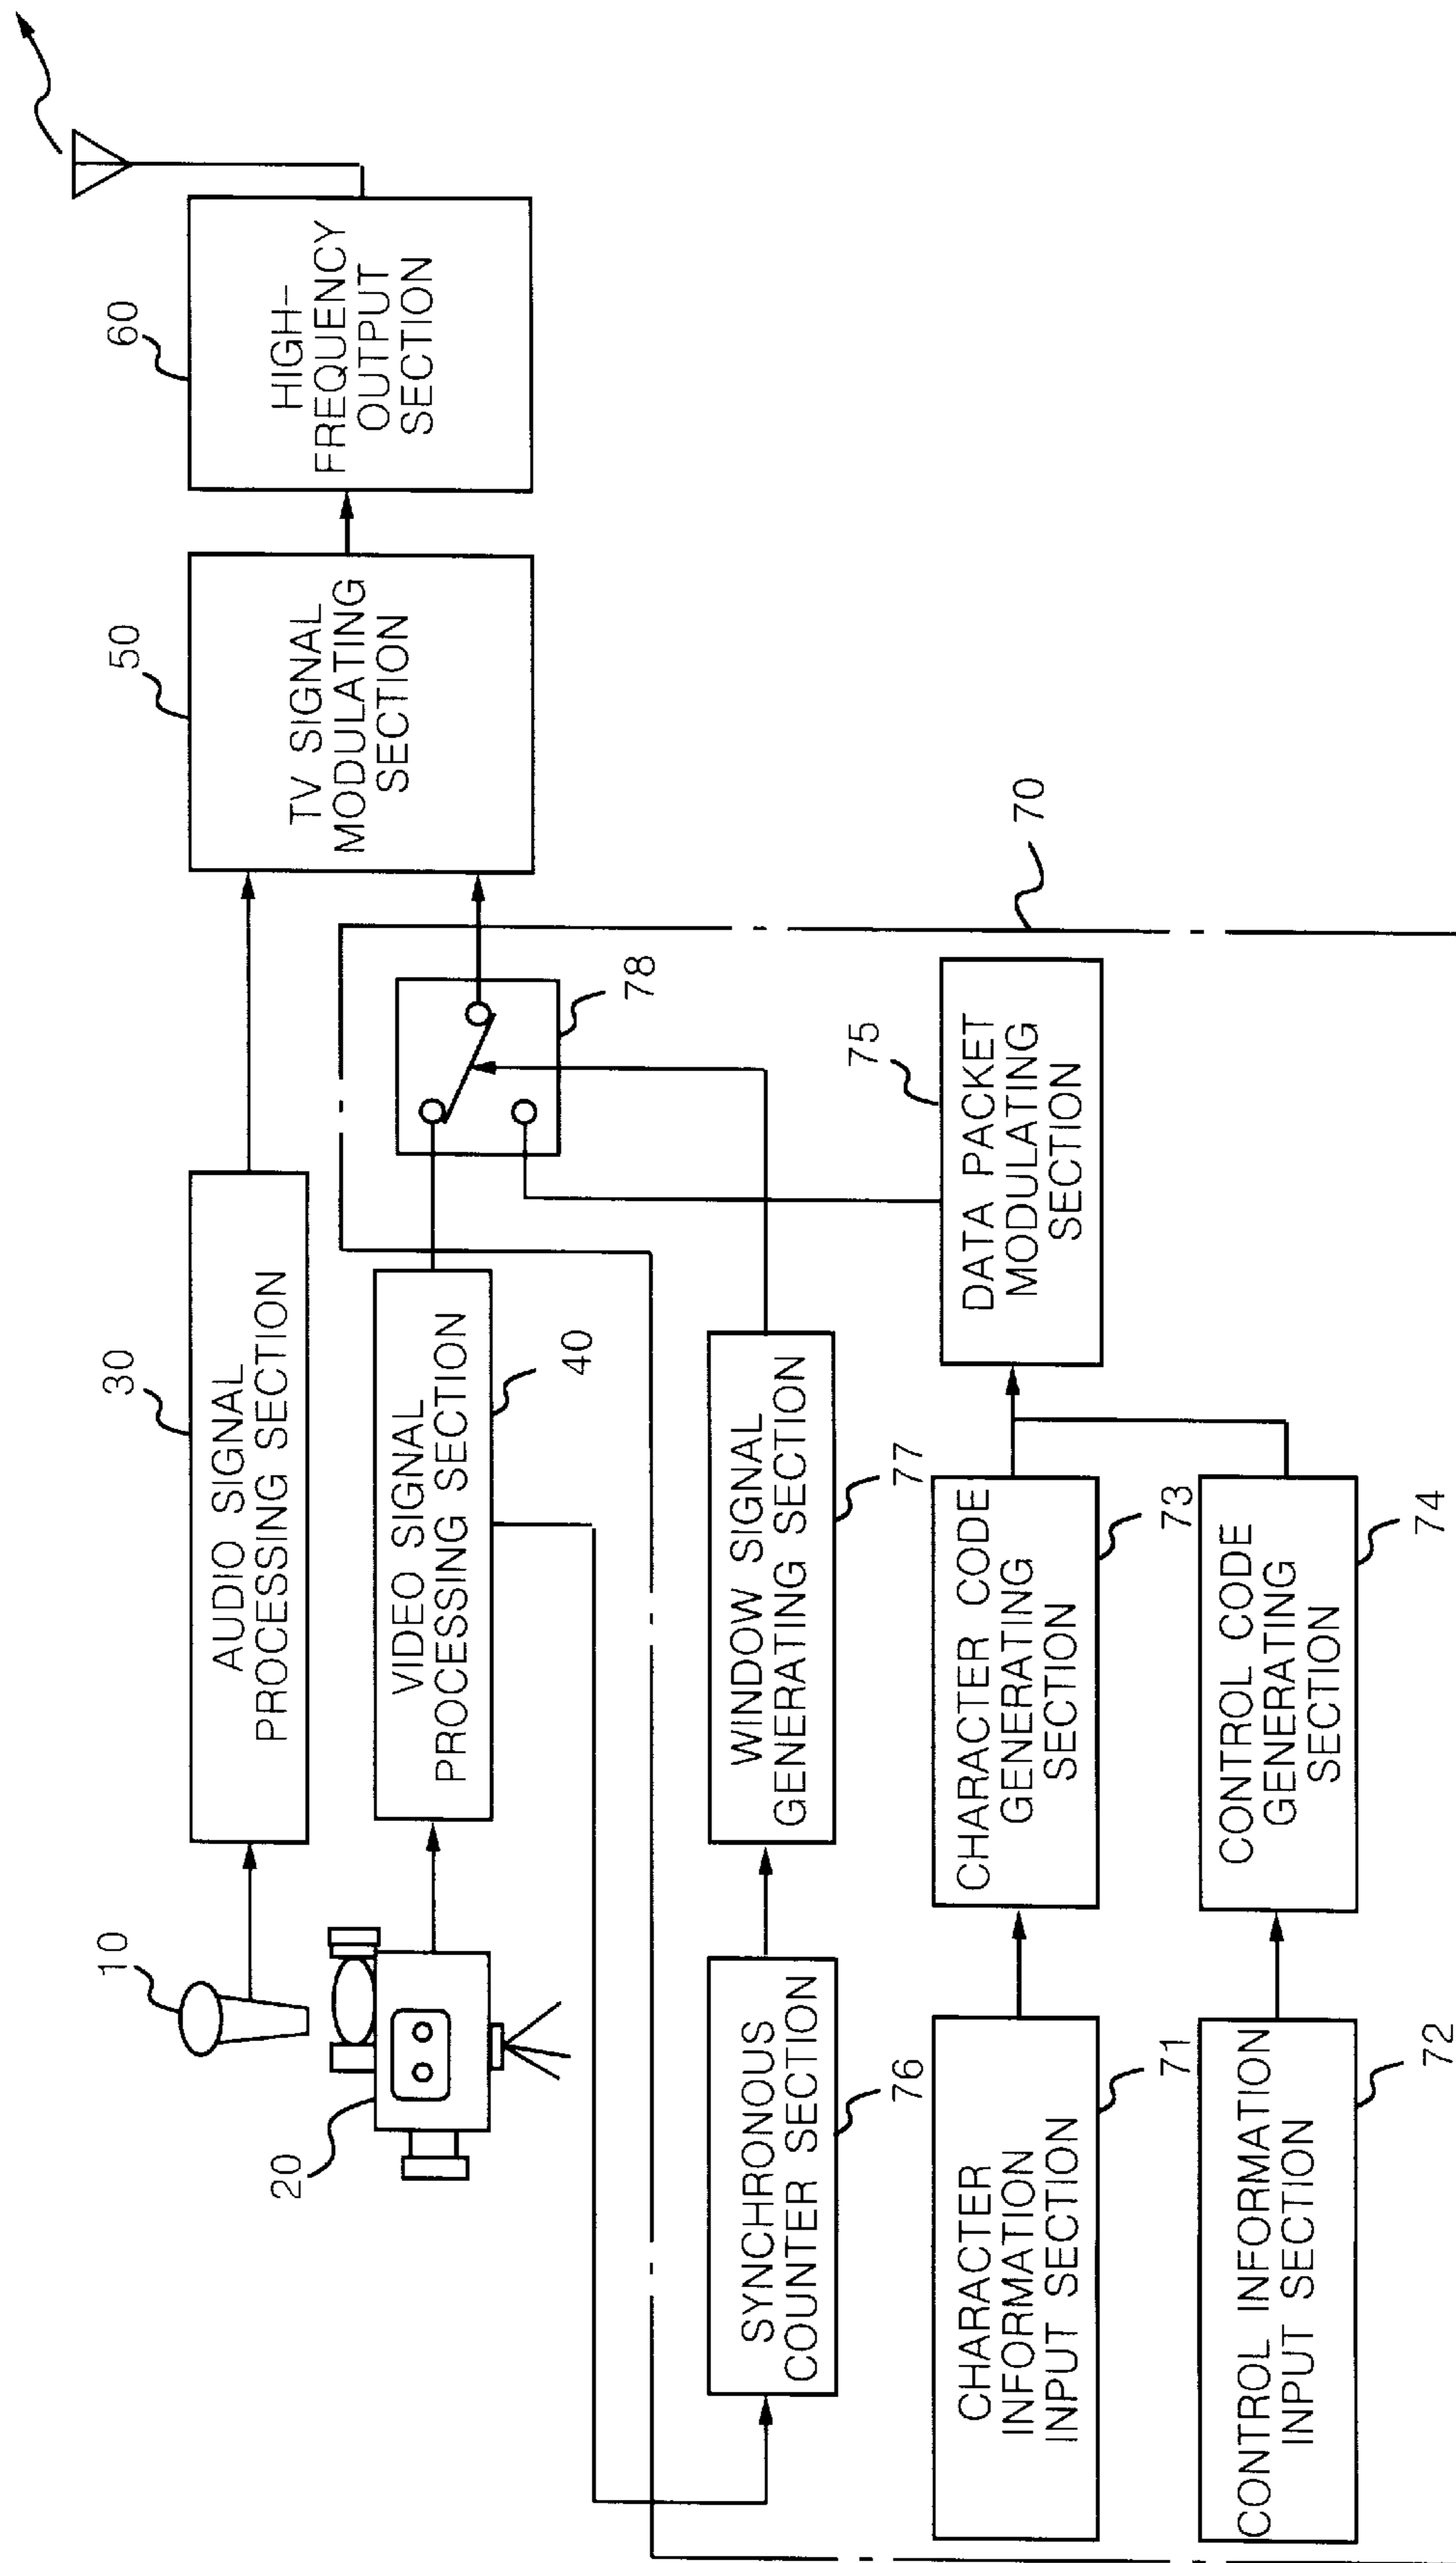 10
30
AUDIO SIGNAL
PROCESSING SECTION
50
TV SIGNAL
MODULATING
SECTION
60
HIGH-
FREQUENCY
OUTPUT
SECTION
20
VIDEO SIGNAL
PROCESSING SECTION
40
78
70
SYNCHRONOUS
COUNTER SECTION
76
WINDOW SIGNAL
GENERATING SECTION
77
75
DATA PACKET
MODULATING
SECTION
CHARACTER
INFORMATION
INPUT SECTION
71
CHARACTER CODE
GENERATING
SECTION
73
CONTROL INFORMATION
INPUT SECTION
72
CONTROL CODE
GENERATING
SECTION
74